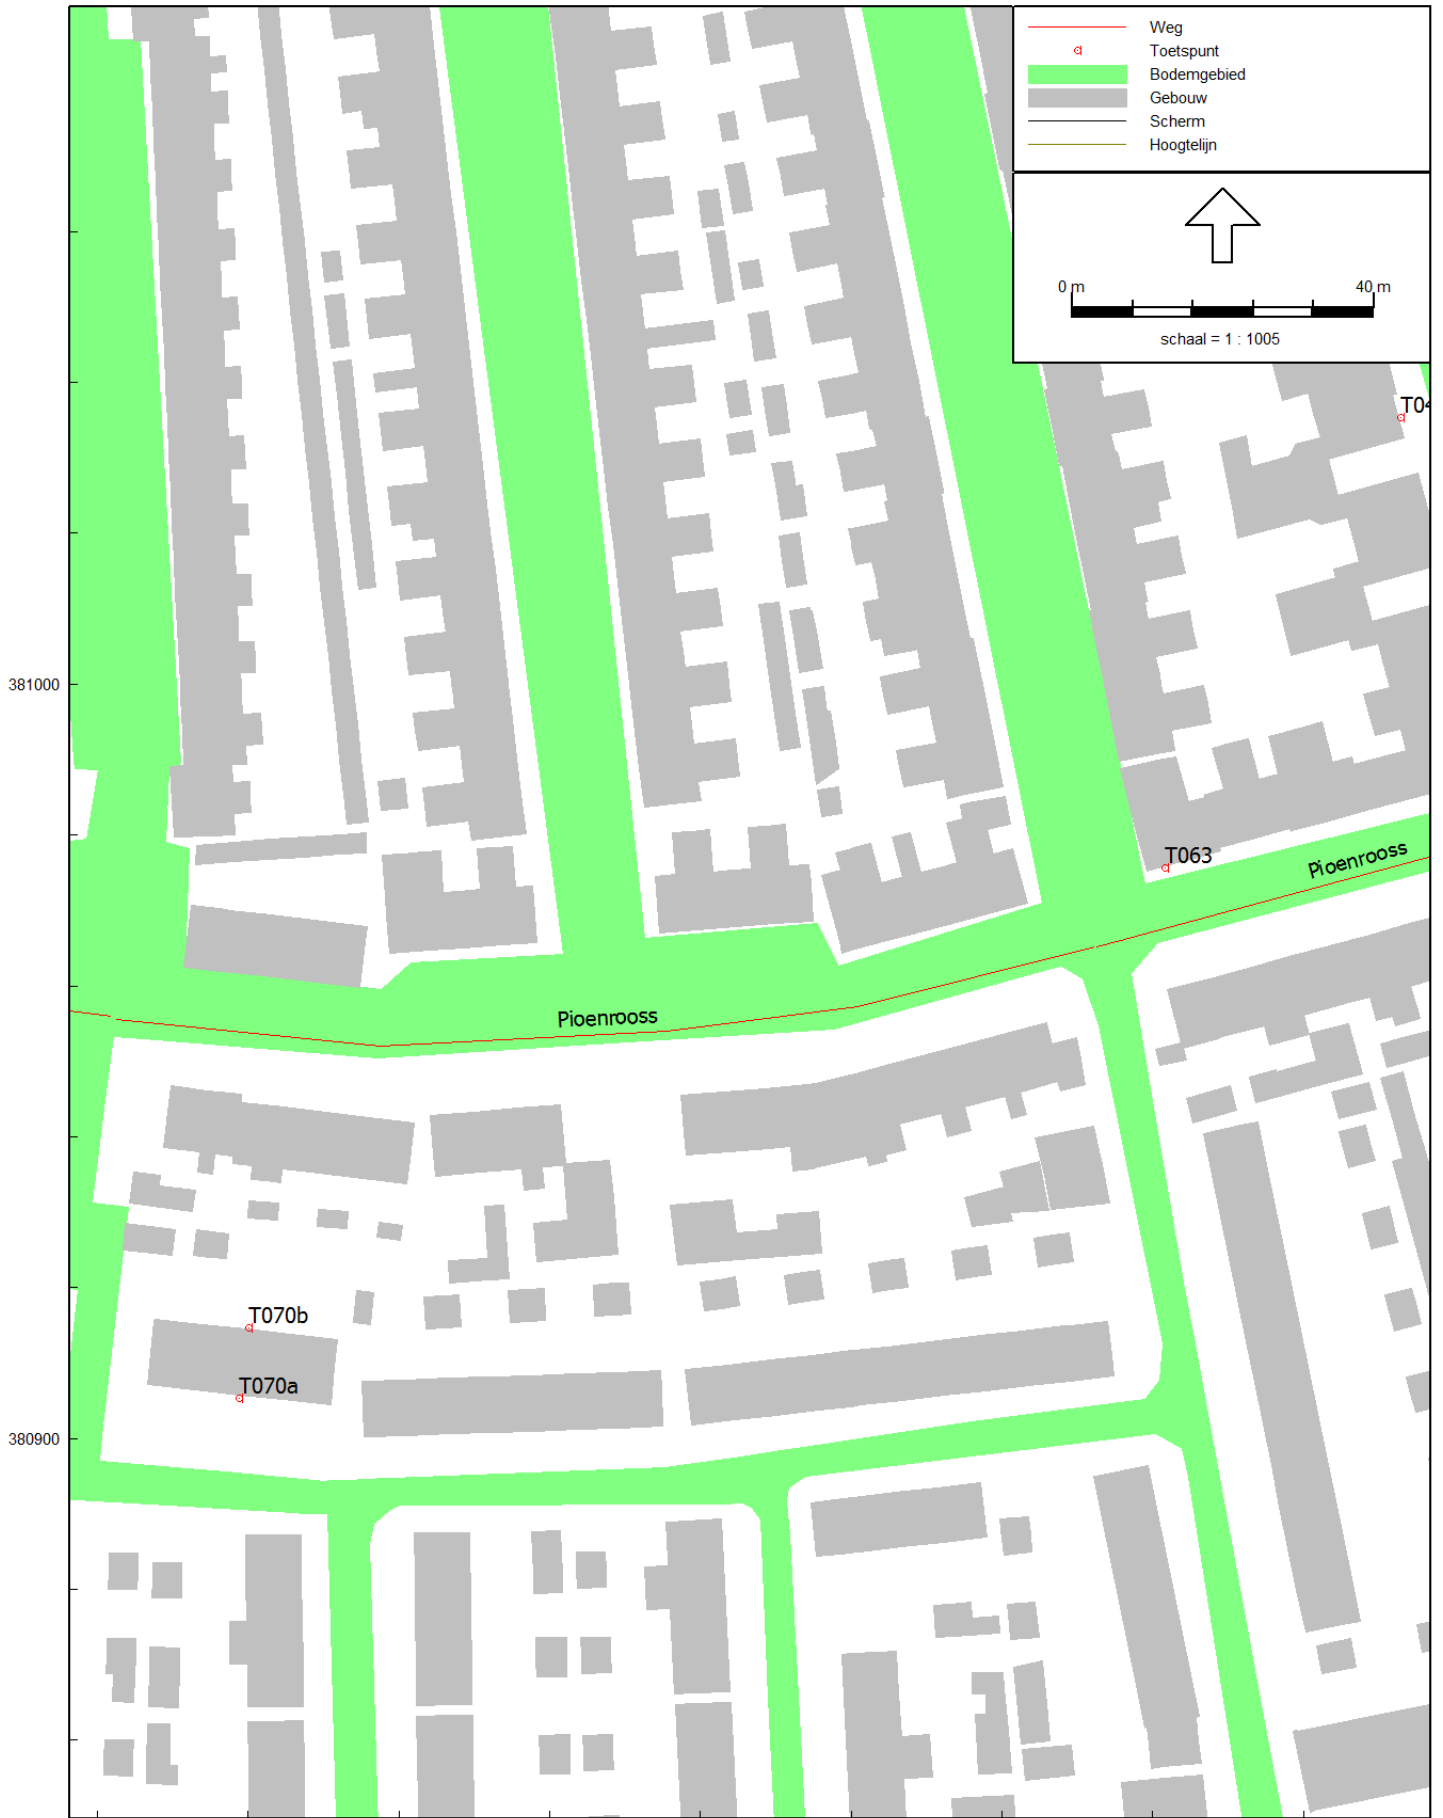 Weg
Toetspunt
Bodemgebied
Gebouw
Scherm
Hoogtelijn
0 m 40 m
schaal = 1 : 1005
381000
T063
Pioenrooss
Pioenrooss
T070b
T070a
380900